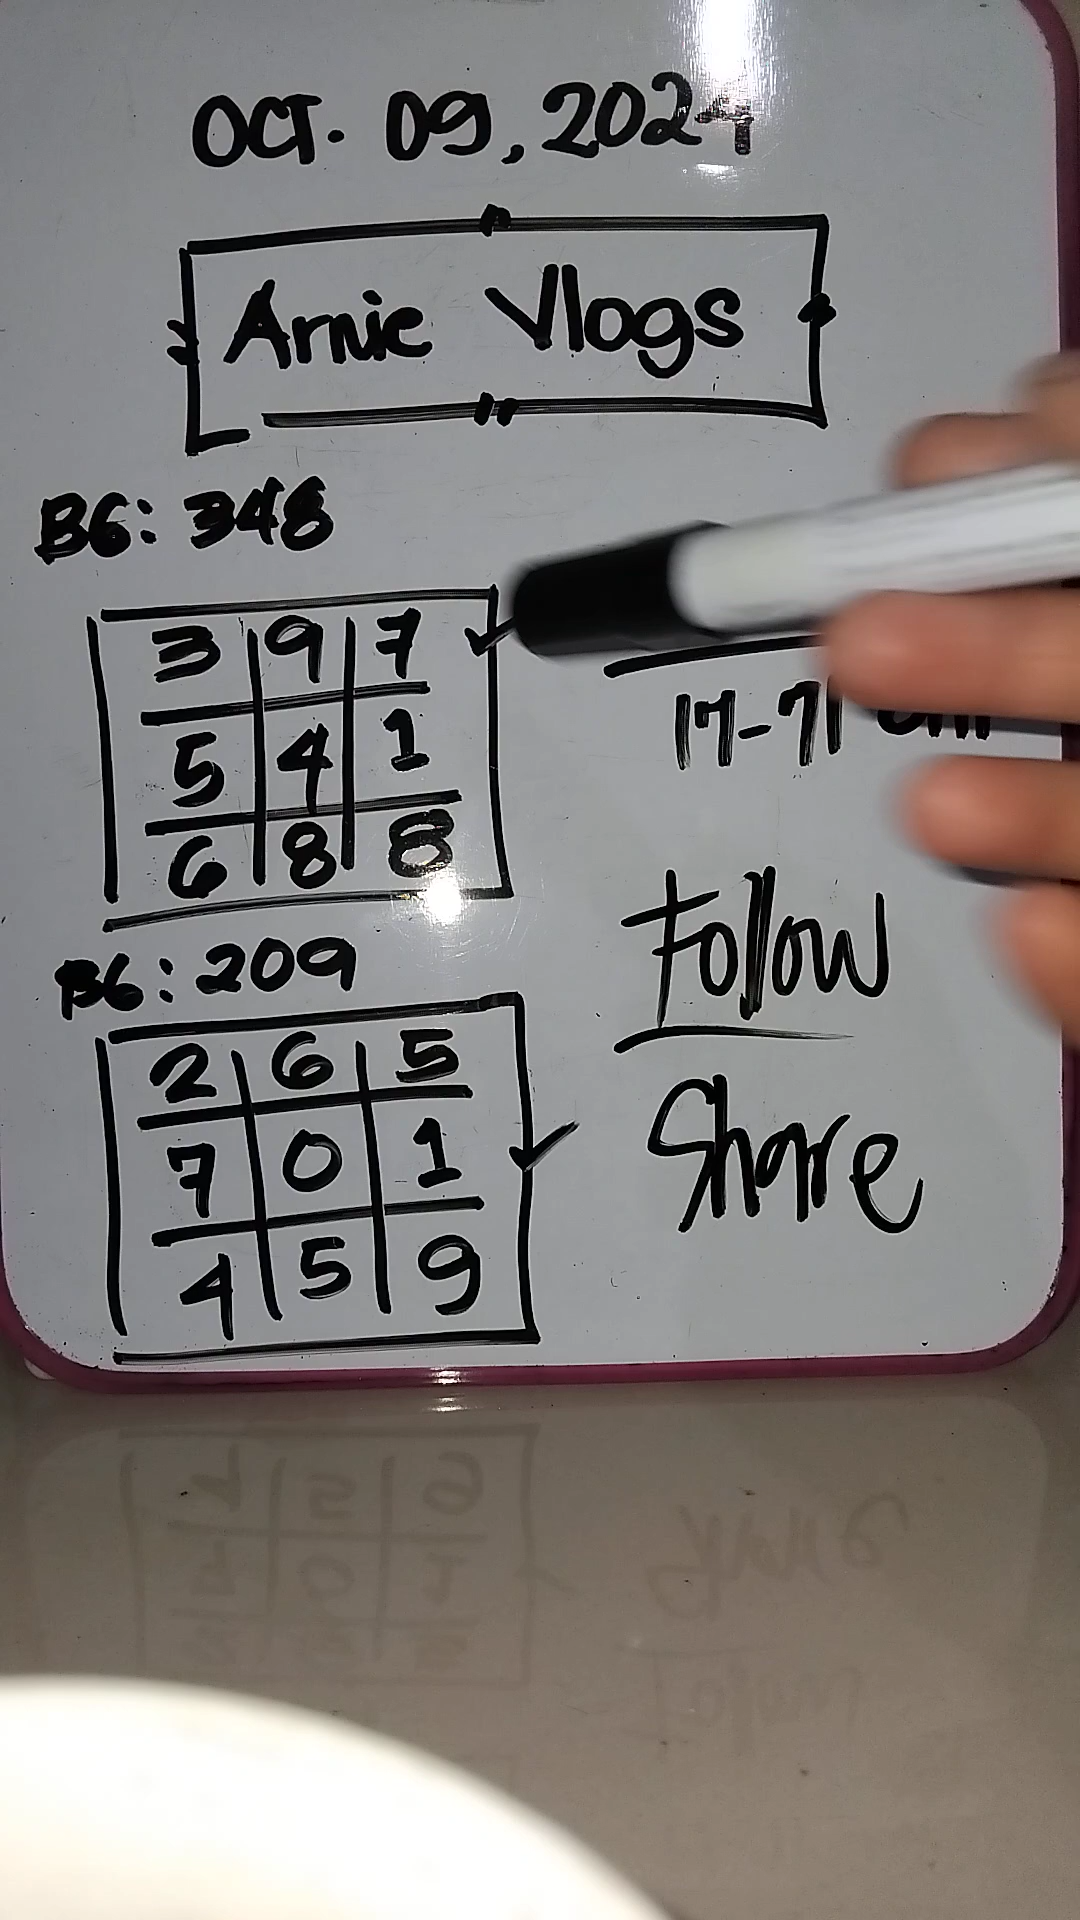 OCT. 09, 2024
Arnie Vlogs
B6: 348
3 9 7
5 4 1
6 8 8
17-71
B6: 209
2 6 5
7 0 1
4 5 9
Follow
Share